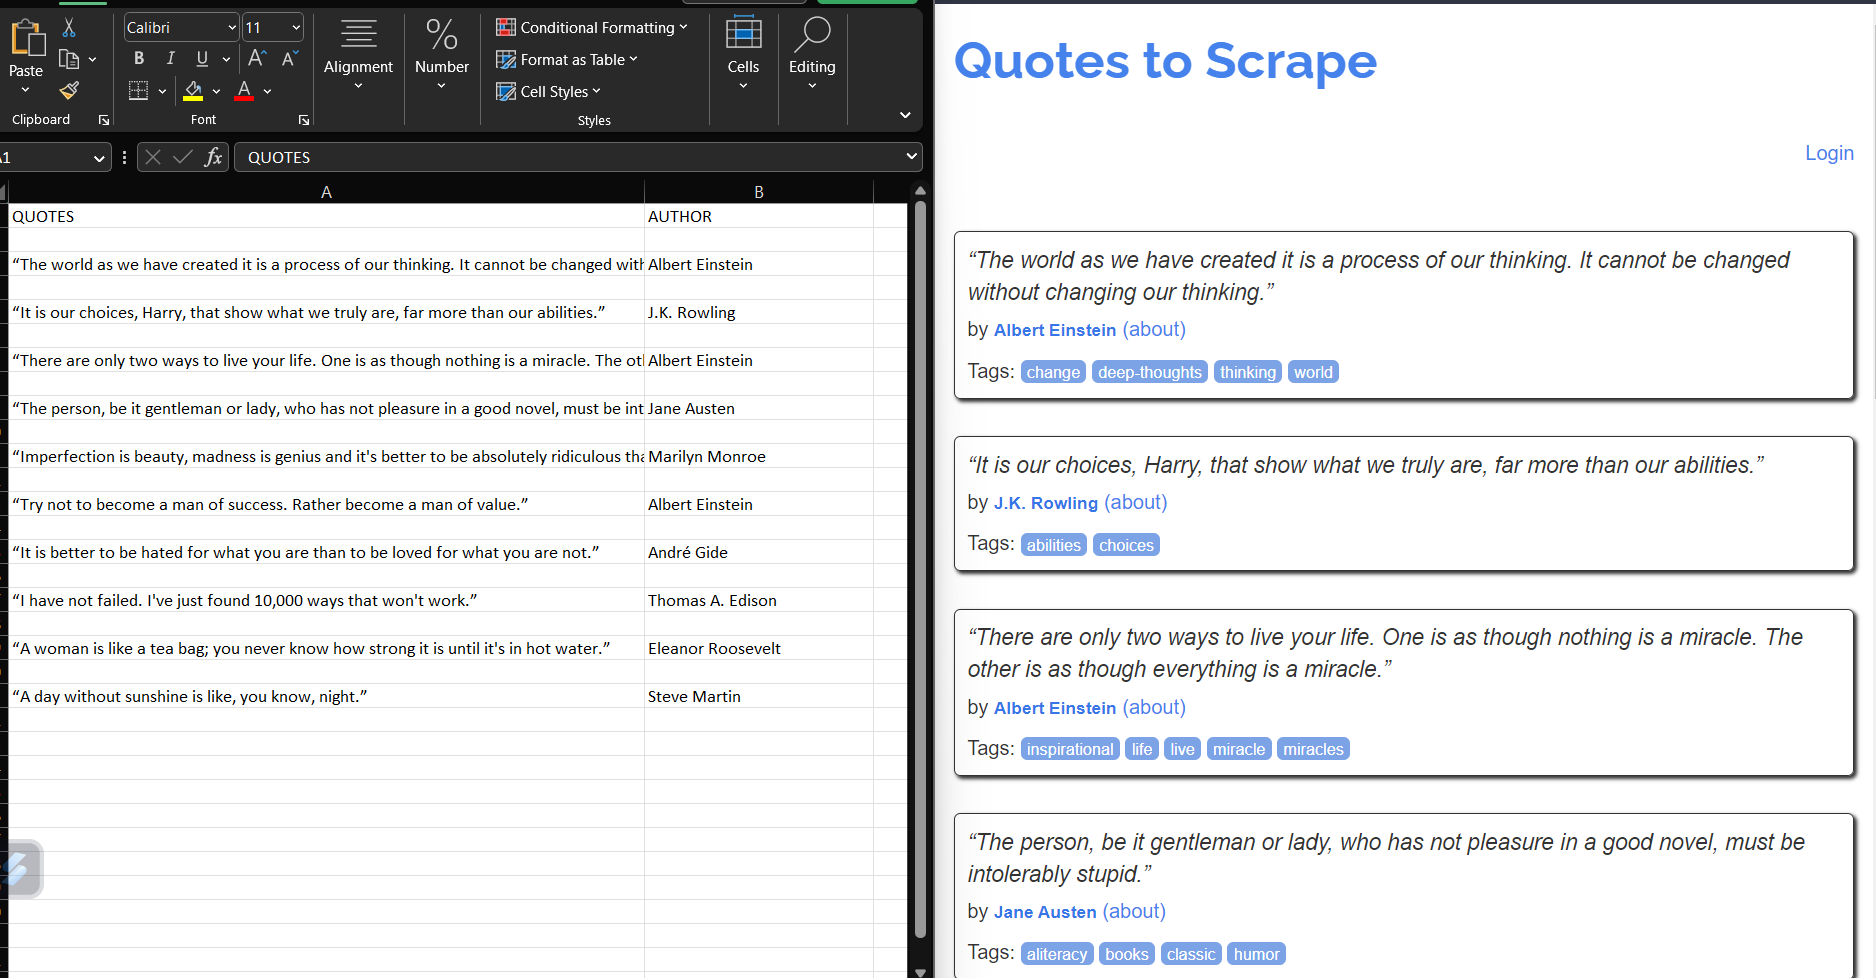 Paste
Clipboard
Calibri 11
B I U A A
A
Font
Alignment
% Number
Conditional Formatting
Format as Table
Cell Styles
Styles
Cells
Editing
fx QUOTES
A B
QUOTES AUTHOR
“The world as we have created it is a process of our thinking. It cannot be changed Albert Einstein
“It is our choices, Harry, that show what we truly are, far more than our abilities.” J.K. Rowling
“There are only two ways to live your life. One is as though nothing is a miracle. The Albert Einstein
“The person, be it gentleman or lady, who has not pleasure in a good novel, must be int Jane Austen
“Imperfection is beauty, madness is genius and it's better to be absolutely ridiculous Marilyn Monroe
“Try not to become a man of success. Rather become a man of value.” Albert Einstein
“It is better to be hated for what you are than to be loved for what you are not.” André Gide
“I have not failed. I've just found 10,000 ways that won't work.” Thomas A. Edison
“A woman is like a tea bag; you never know how strong it is until it's in hot water.” Eleanor Roosevelt
“A day without sunshine is like, you know, night.” Steve Martin
Quotes to Scrape
Login
“The world as we have created it is a process of our thinking. It cannot be changed
without changing our thinking.”
by Albert Einstein (about)
Tags: change deep-thoughts thinking world
“It is our choices, Harry, that show what we truly are, far more than our abilities.”
by J.K. Rowling (about)
Tags: abilities choices
“There are only two ways to live your life. One is as though nothing is a miracle. The
other is as though everything is a miracle.”
by Albert Einstein (about)
Tags: inspirational life live miracle miracles
“The person, be it gentleman or lady, who has not pleasure in a good novel, must be
intolerably stupid.”
by Jane Austen (about)
Tags: aliteracy books classic humor